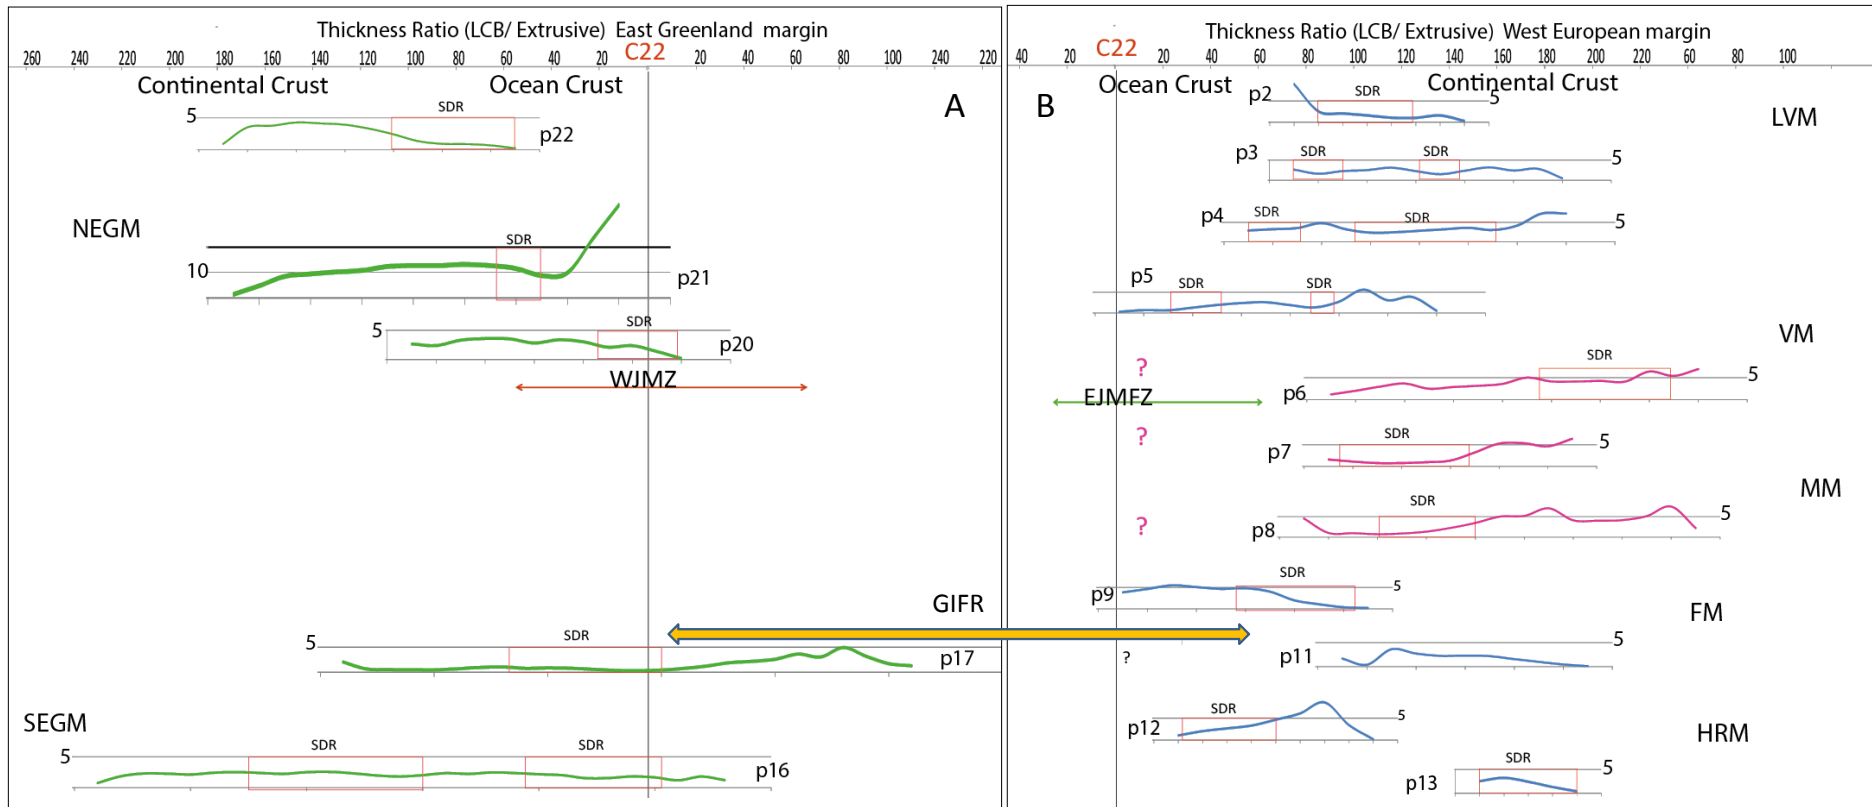 Thickness Ratio (LCB/ Extrusive) East Greenland margin
C22
260 220 220 200 180 160 140 120 100 80 60 40 20 20 40 60 80 100 240 220
Continental Crust Ocean Crust
A
SDR
5
p22
NEGM
SDR
10
p21
SDR
5
p20
WJMZ
GIFR
SDR
5
p17
SEGM
SDR SDR
5
p16
Thickness Ratio (LCB/ Extrusive) West European margin
C22
40 20 20 40 60 80 100 120 140 160 180 200 220 60 80 100
Ocean Crust Continental Crust
B
p2 SDR 5
LVM
p3 SDR SDR 5
p4 SDR SDR 5
p5 SDR SDR
VM
?
SDR
5
p6
EJMFZ
?
SDR
5
p7
MM
SDR
5
p8
?
SDR
5
p9
FM
5
? p11
SDR
5
p12
HRM
SDR
5
p13